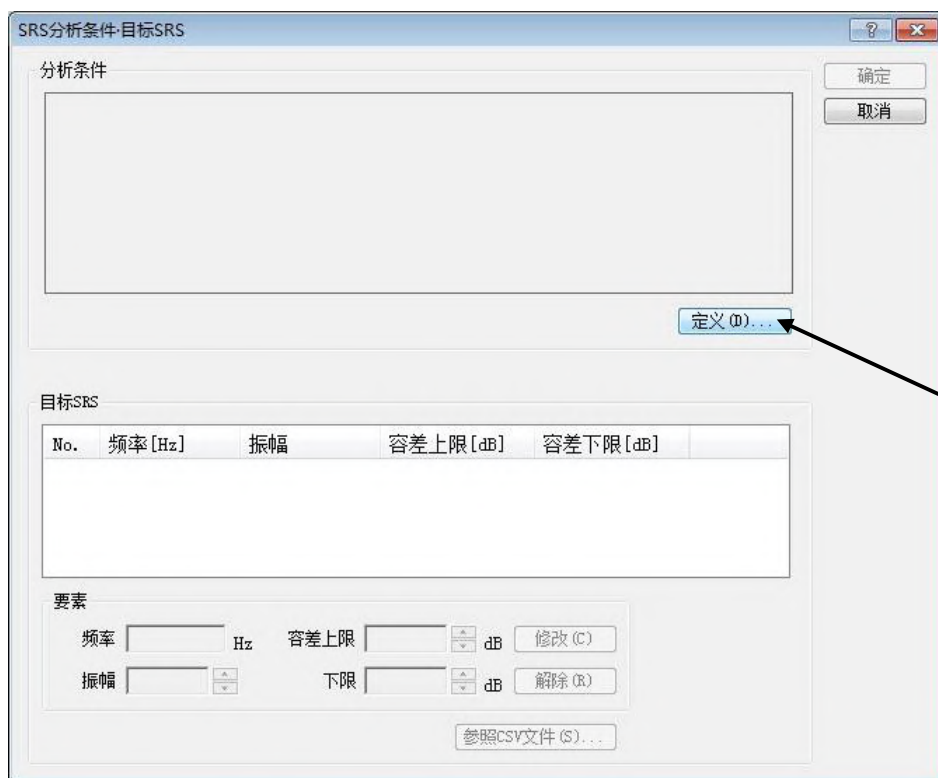 SRS分析条件·目标SRS
分析条件
确定
取消
定义(D)...
目标SRS
No. 频率[Hz] 振幅 容差上限[dB] 容差下限[dB]
要素
频率 Hz 容差上限 dB 修改(C)
振幅 下限 dB 解除(R)
参照CSV文件(S)...